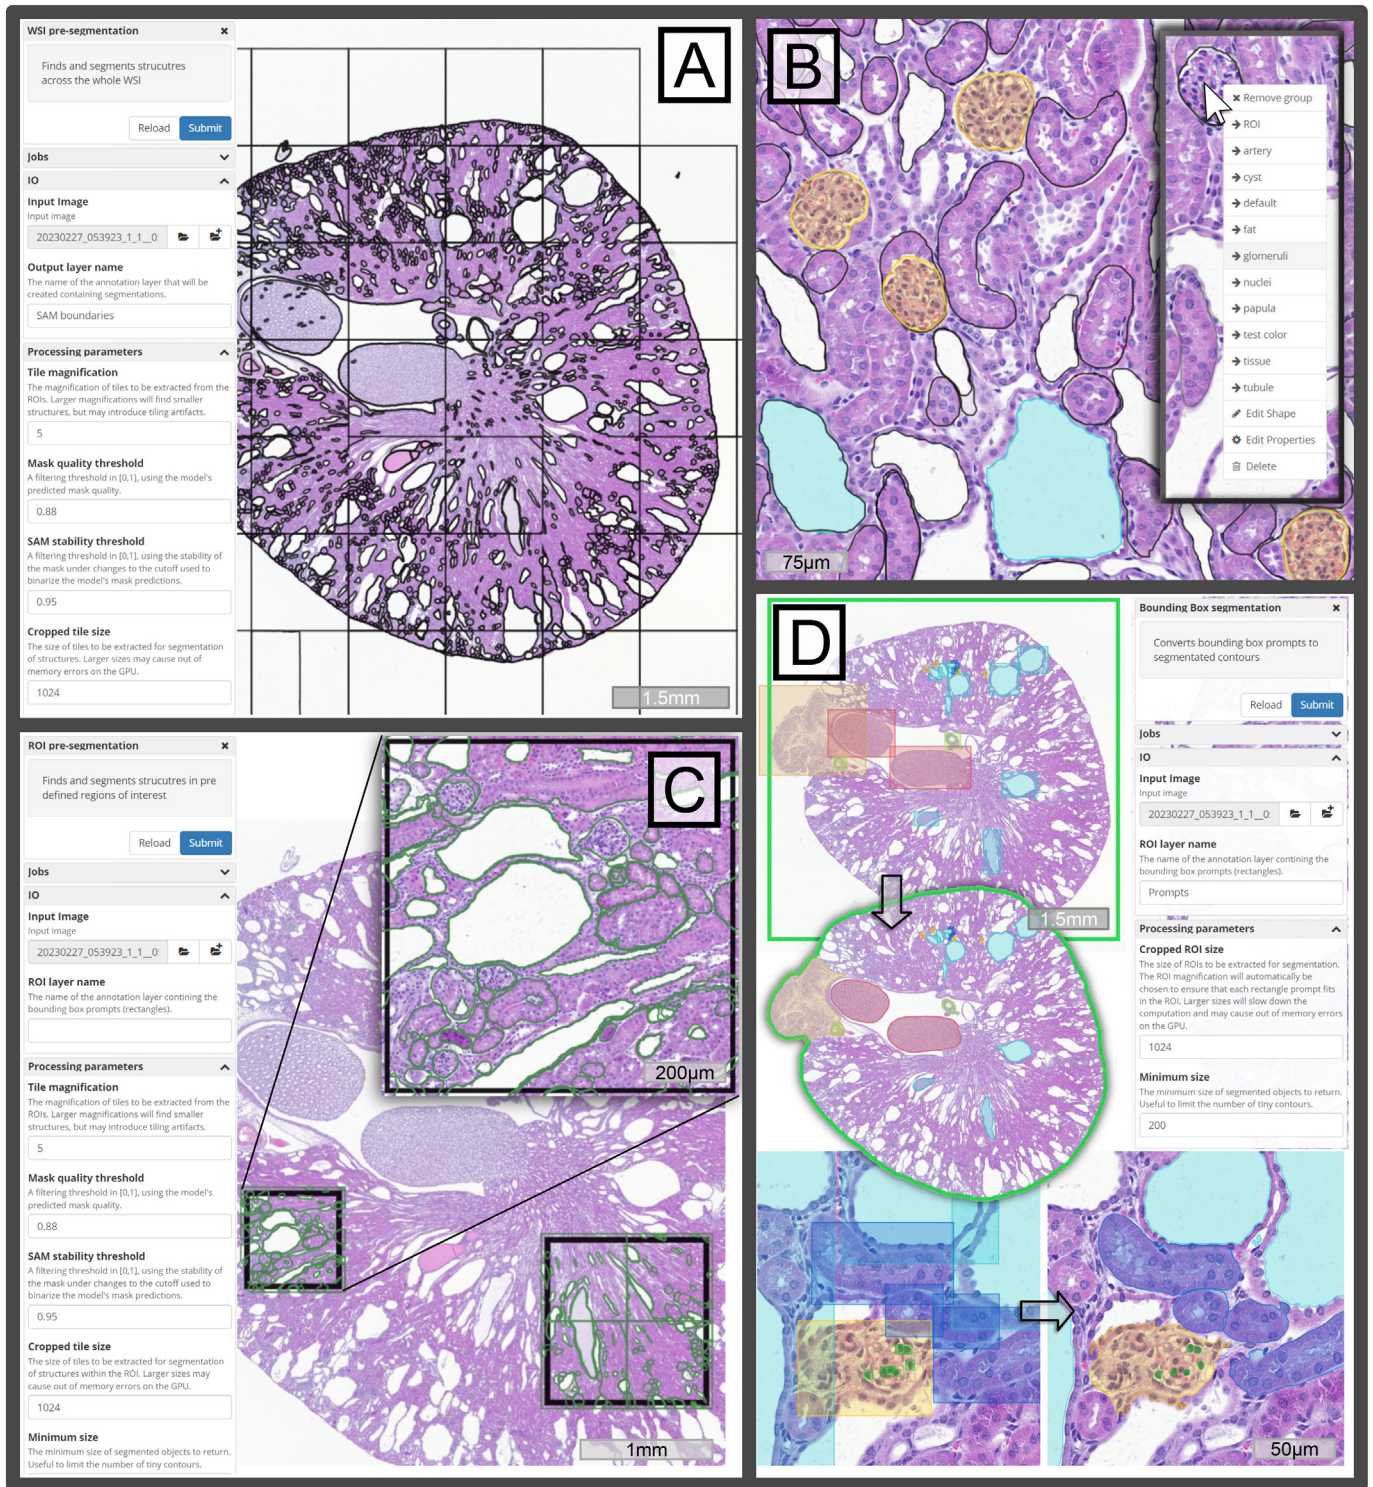 WSI pre-segmentation
Finds and segments strucutres
across the whole WSI
Reload Submit
Jobs
IO
Input Image
Input image
20230227_053923_1_1__0
Output layer name
The name of the annotation layer that will be
created containing segmentations.
SAM boundaries
Processing parameters
Tile magnification
The magnification of tiles to be extracted from the
ROIs. Larger magnifications will find smaller
structures, but may introduce tiling artifacts.
5
Mask quality threshold
A filtering threshold in [0,1], using the model's
predicted mask quality.
0.88
SAM stability threshold
A filtering threshold in [0,1], using the stability of
the mask under changes to the cutoff used to
binarize the model's mask predictions.
0.95
Cropped tile size
The size of tiles to be extracted for segmentation
of structures. Larger sizes may cause out of
memory errors on the GPU.
1024
A
1.5mm
B
Remove group
ROI
artery
cyst
default
fat
glomeruli
nuclei
papula
test color
tissue
tubule
Edit Shape
Edit Properties
Delete
75µm
ROI pre-segmentation
Finds and segments strucutres in pre
defined regions of interest
Reload Submit
Jobs
IO
Input Image
Input image
20230227_053923_1_1__0
ROI layer name
The name of the annotation layer contining the
bounding box prompts (rectangles).
Processing parameters
Tile magnification
The magnification of tiles to be extracted from the
ROIs. Larger magnifications will find smaller
structures, but may introduce tiling artifacts.
5
Mask quality threshold
A filtering threshold in [0,1], using the model's
predicted mask quality.
0.88
SAM stability threshold
A filtering threshold in [0,1], using the stability of
the mask under changes to the cutoff used to
binarize the model's mask predictions.
0.95
Cropped tile size
The size of tiles to be extracted for segmentation
of structures within the ROI. Larger sizes may
cause out of memory errors on the GPU.
1024
Minimum size
The minimum size of segmented objects to return.
Useful to limit the number of tiny contours.
C
200µm
1mm
D
1.5mm
Bounding Box segmentation
Converts bounding box prompts to
segmentated contours
Reload Submit
Jobs
IO
Input Image
Input image
20230227_053923_1_1__0
ROI layer name
The name of the annotation layer contining the
bounding box prompts (rectangles).
Prompts
Processing parameters
Cropped ROI size
The size of ROIs to be extracted for segmentation.
The ROI magnification will automatically be
chosen to ensure that each rectangle prompt fits
in the ROI. Larger sizes will slow down the
computation and may cause out of memory errors
on the GPU.
1024
Minimum size
The minimum size of segmented objects to return.
Useful to limit the number of tiny contours.
200
50µm